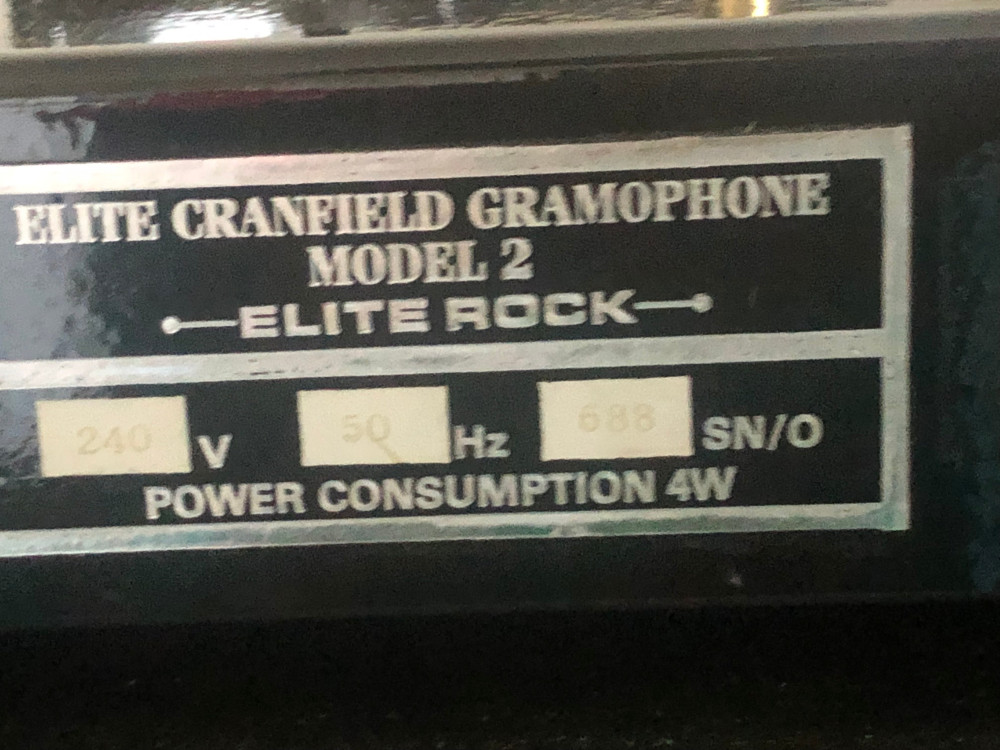 ELITE CRANFIELD GRAMOPHONE
MODEL 2
ELITE ROCK
240 V 50 Hz 688 SN/O
POWER CONSUMPTION 4W